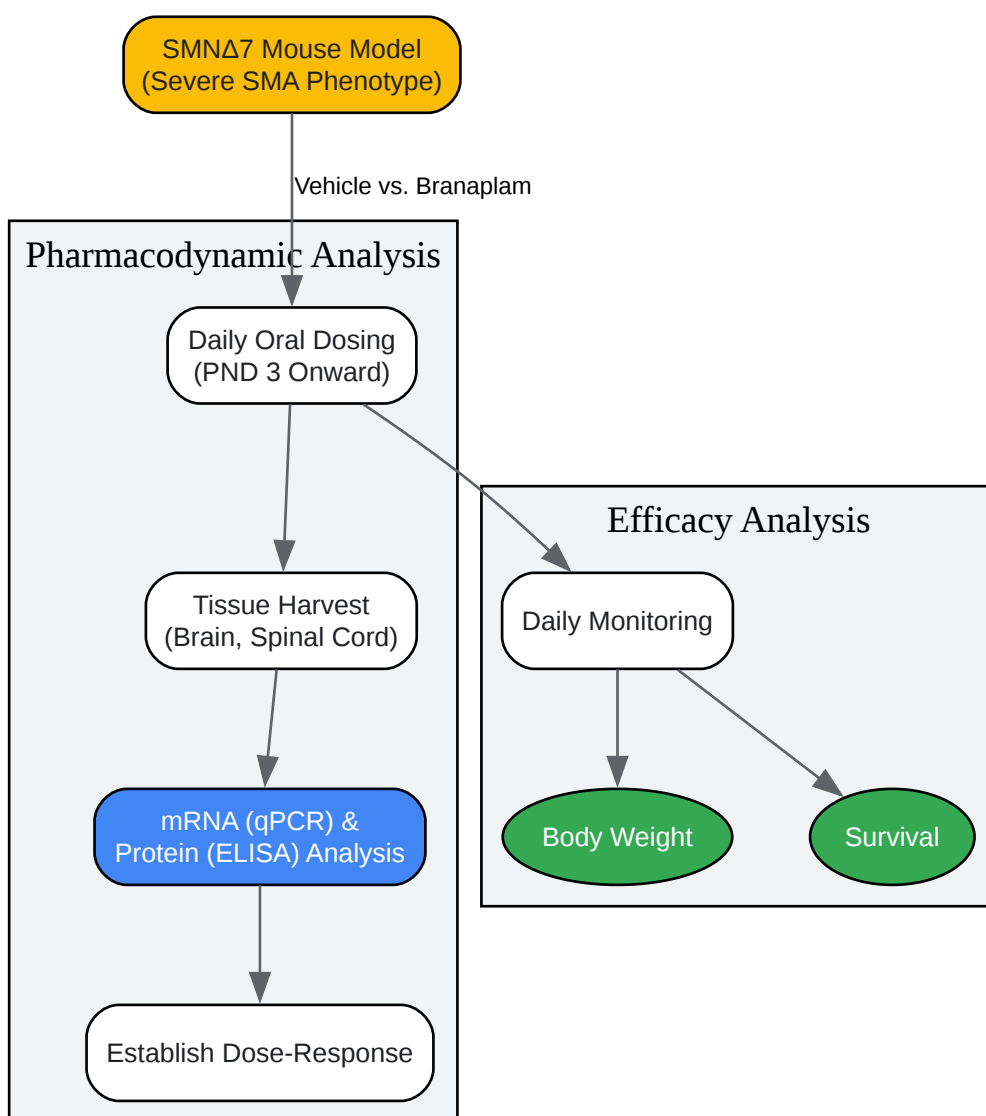 SMNΔ7 Mouse Model
(Severe SMA Phenotype)
Vehicle vs. Branaplam
Pharmacodynamic Analysis
Daily Oral Dosing
(PND 3 Onward)
Efficacy Analysis
Tissue Harvest
(Brain, Spinal Cord)
Daily Monitoring
mRNA (qPCR) &
Protein (ELISA) Analysis
Body Weight
Survival
Establish Dose-Response